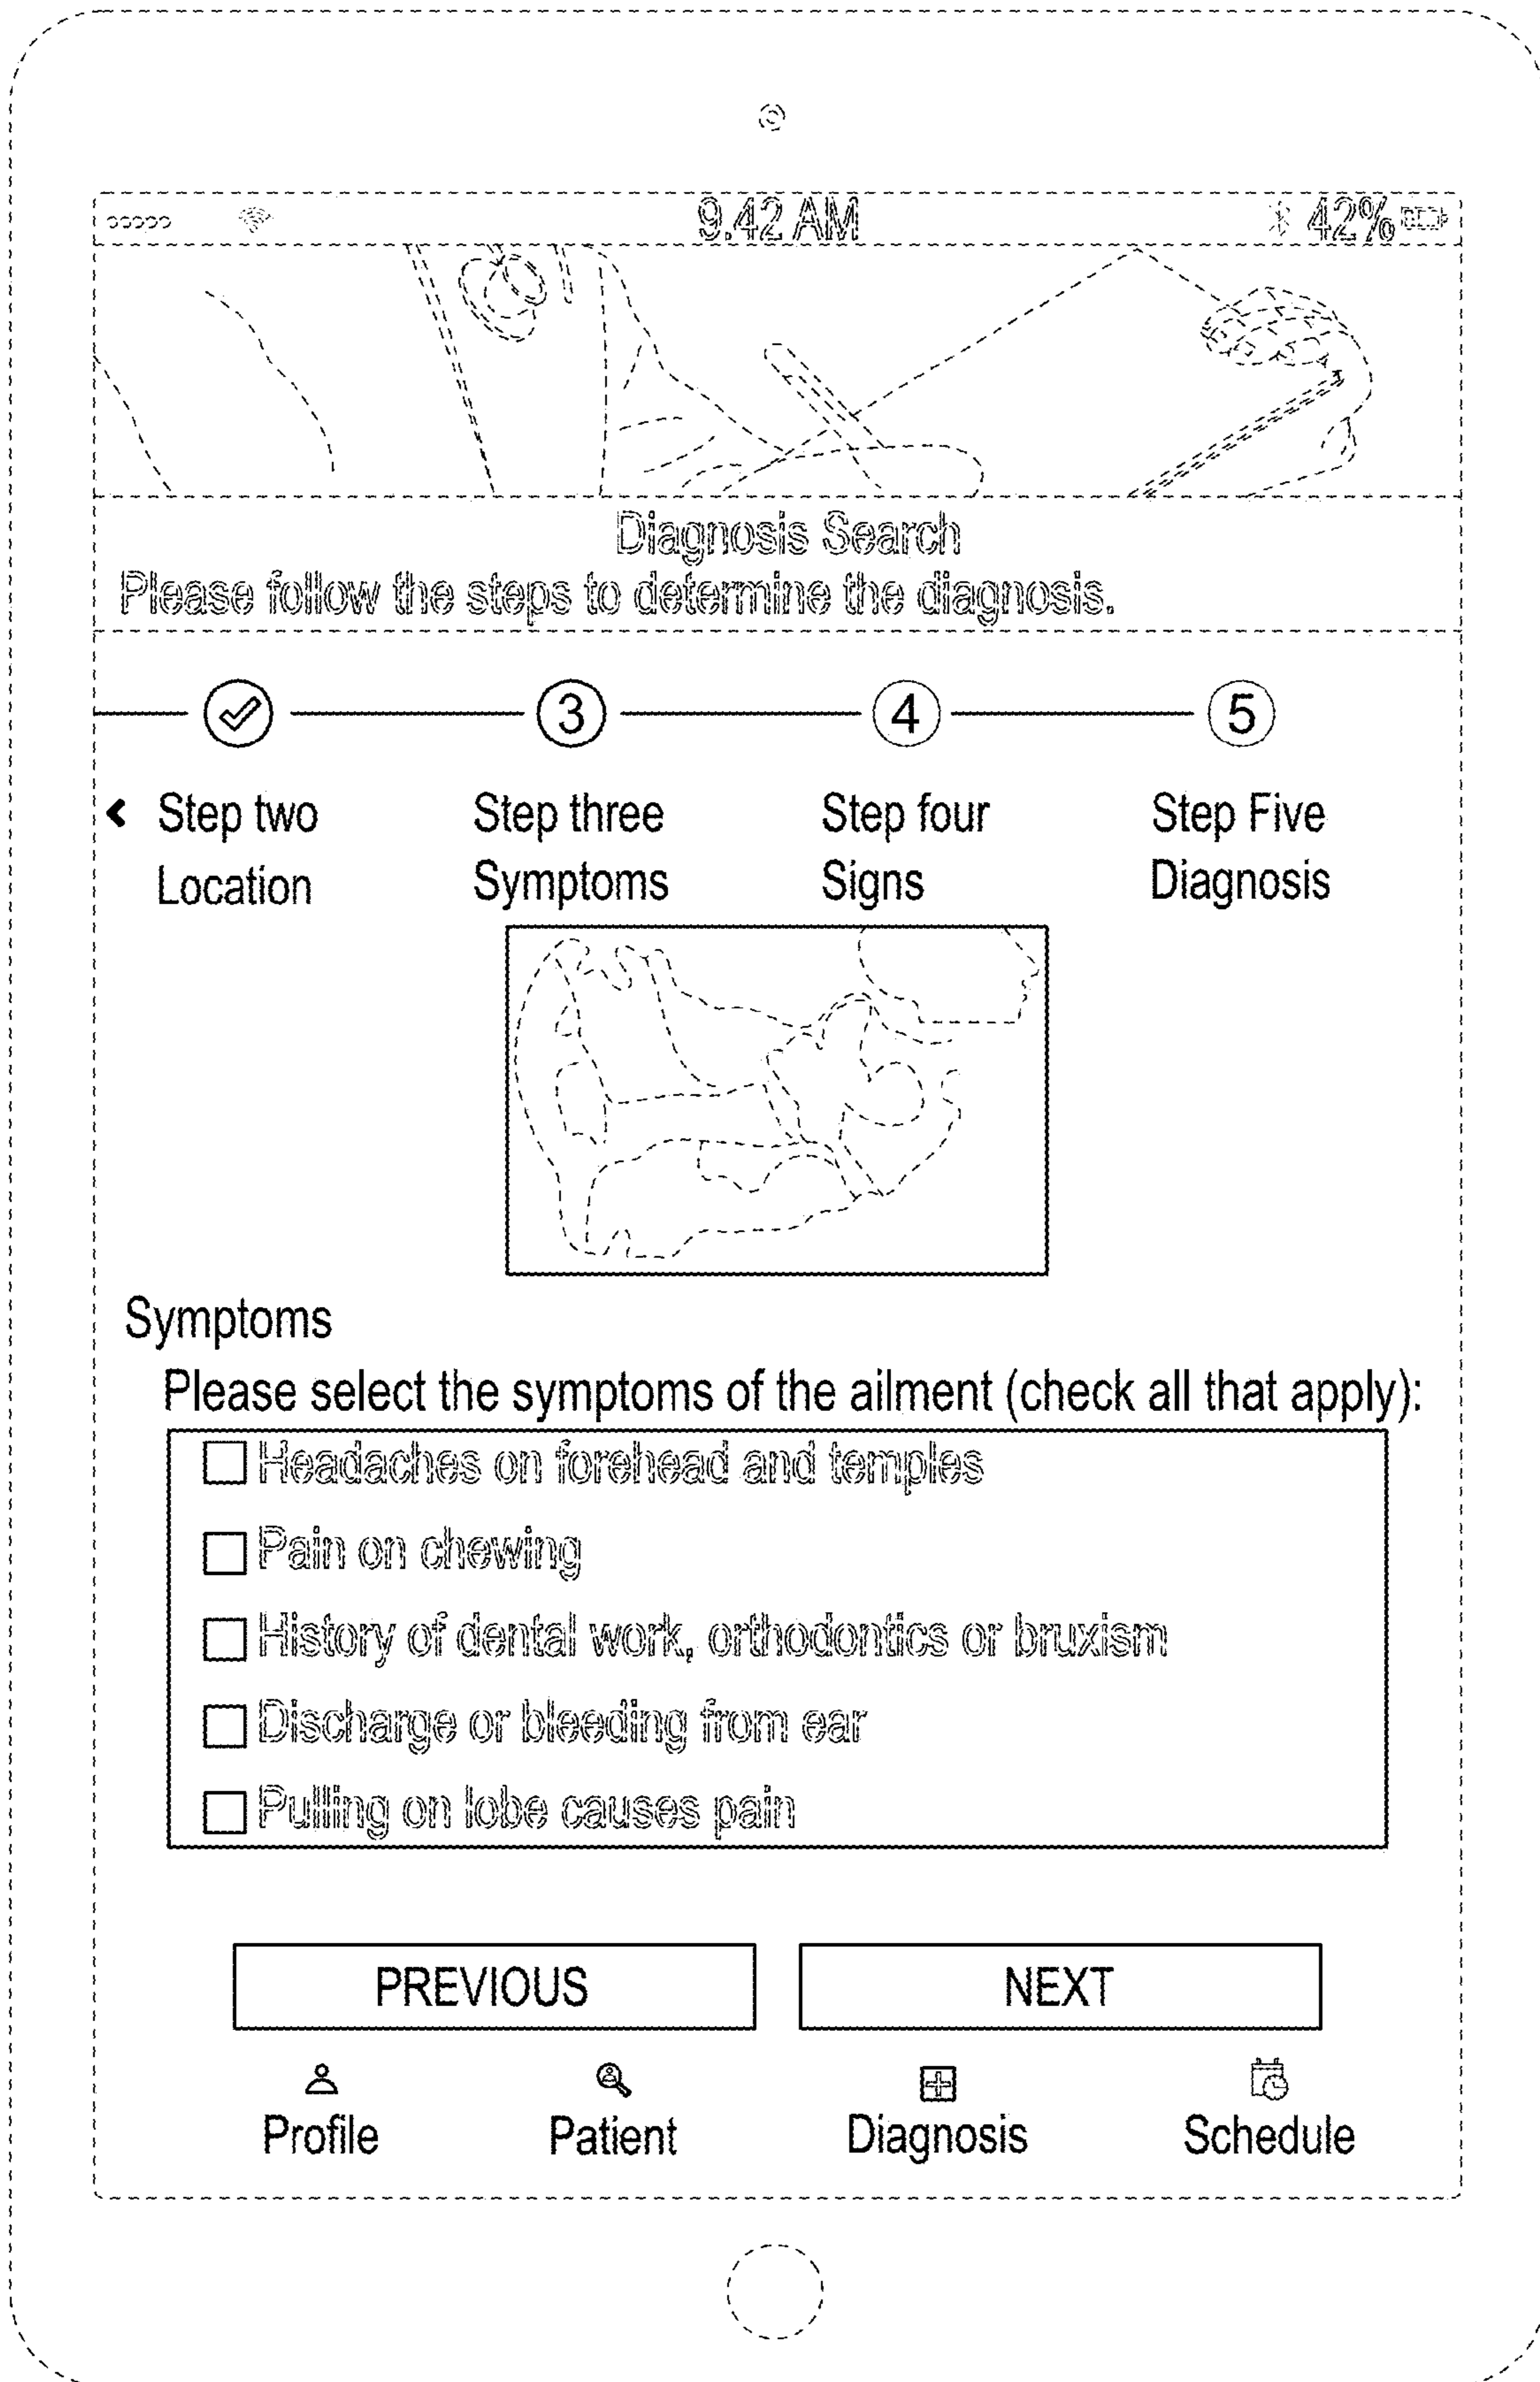 9.42 AM 42%
Diagnosis Search
Please follow the steps to determine the diagnosis.
3 4 5
Step two Step three Step four Step Five
Location Symptoms Signs Diagnosis
Symptoms
Please select the symptoms of the ailment (check all that apply):
Headaches on forehead and temples
Pain on chewing
History of dental work, orthodontics or bruxism
Discharge or bleeding from ear
Pulling on lobe causes pain
PREVIOUS NEXT
Profile Patient Diagnosis Schedule